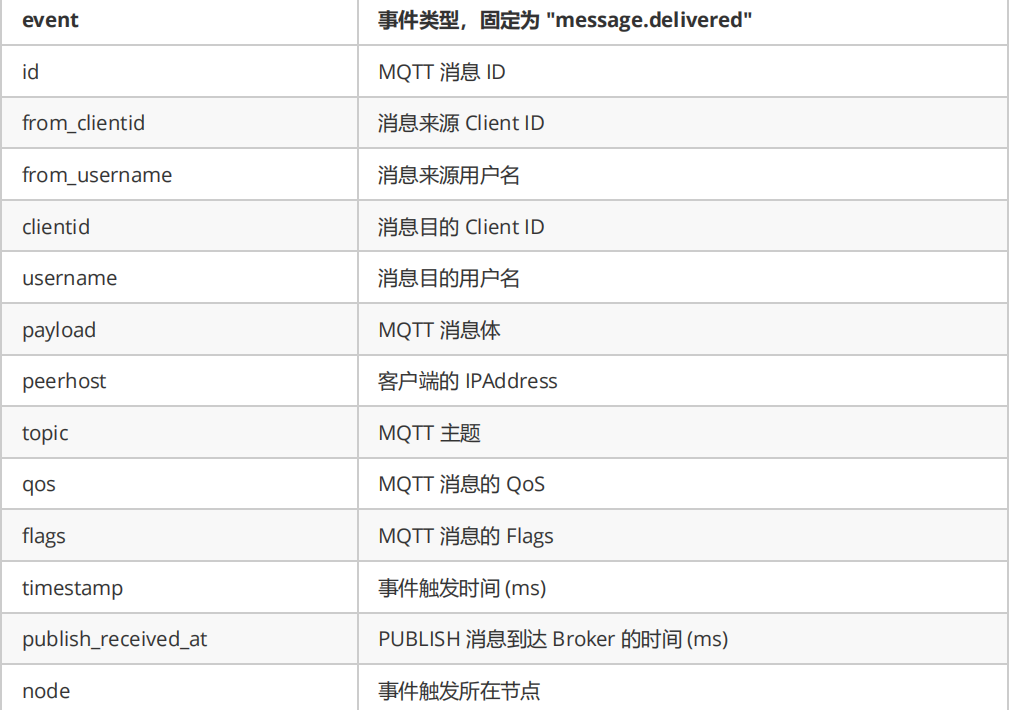 event 事件类型，固定为 "message.delivered"
id MQTT 消息 ID
from_clientid 消息来源 Client ID
from_username 消息来源用户名
clientid 消息目的 Client ID
username 消息目的用户名
payload MQTT 消息体
peerhost 客户端的 IPAddress
topic MQTT 主题
qos MQTT 消息的 QoS
flags MQTT 消息的 Flags
timestamp 事件触发时间 (ms)
publish_received_at PUBLISH 消息到达 Broker 的时间 (ms)
node 事件触发所在节点